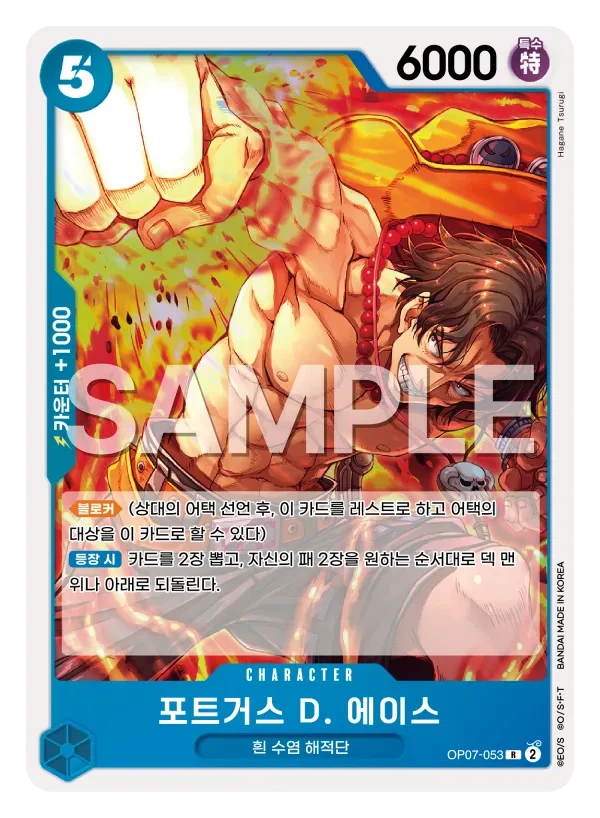 5
6000
특수
特
Hagane Tsurugi
카운터 +1000
SAMPLE
블로커 (상대의 어택 선언 후, 이 카드를 레스트로 하고 어택의
대상을 이 카드로 할 수 있다)
등장 시 카드를 2장 뽑고, 자신의 패 2장을 원하는 순서대로 덱 맨
위나 아래로 되돌린다.
CHARACTER
포트거스 D. 에이스
흰 수염 해적단
OP07-053 R 2
©EO/S ©O/S·F·T BANDAI MADE IN KOREA